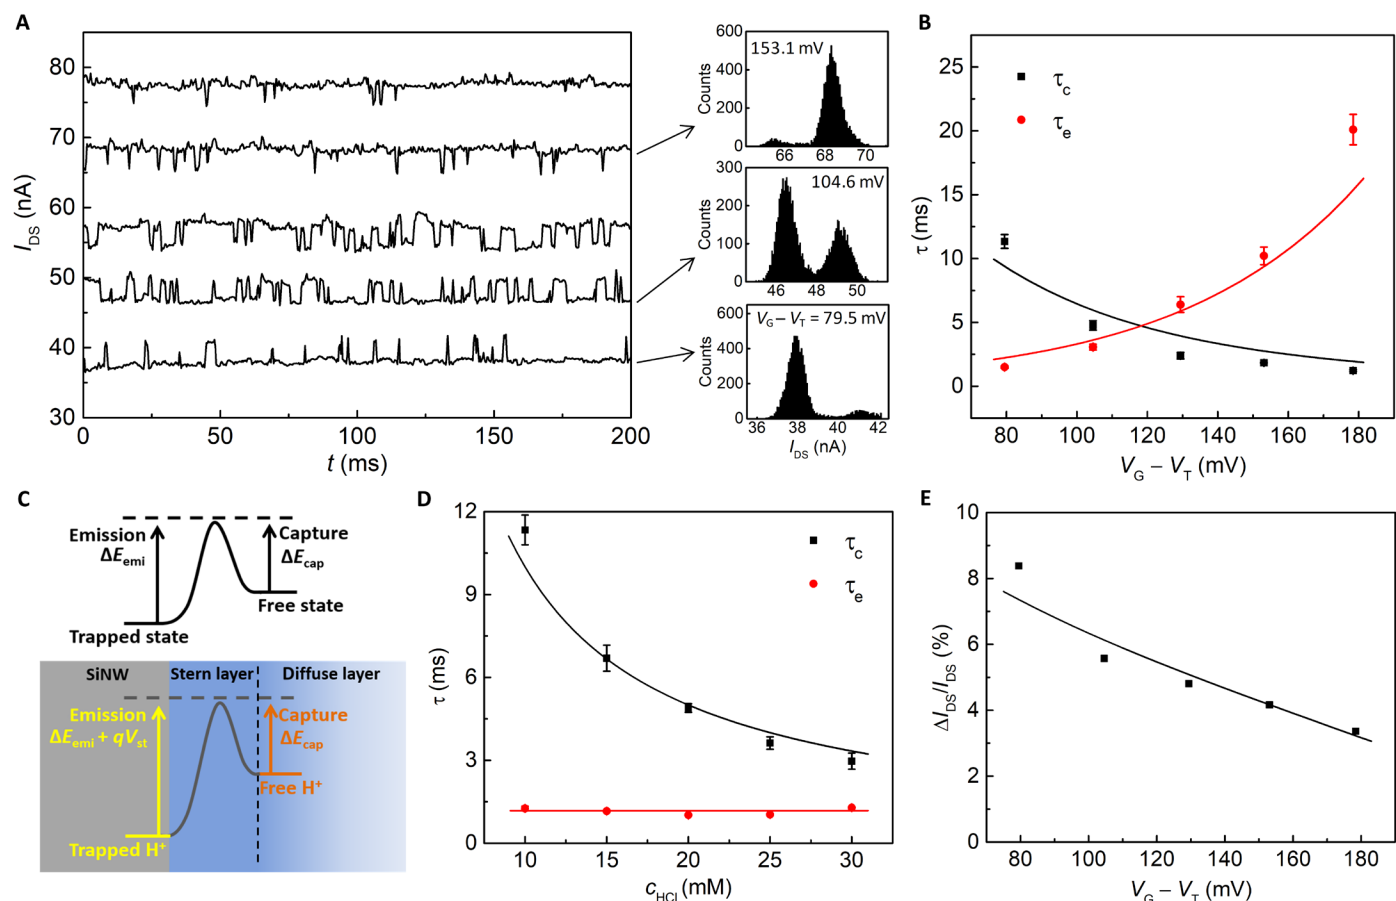 A
80
70
60
50
40
30
I_DS (nA)
0
50
100
150
200
t (ms)
600
400
200
0
Counts
153.1 mV
66
68
70
300
200
100
0
Counts
104.6 mV
46
48
50
600
400
200
0
Counts
V_G – V_T = 79.5 mV
36
38
40
42
I_DS (nA)
B
25
20
15
10
5
0
τ (ms)
τ_c
τ_e
80
100
120
140
160
180
V_G – V_T (mV)
C
Emission
ΔE_emi
Capture
ΔE_cap
Free state
Trapped state
SiNW
Stern layer
Diffuse layer
Emission
ΔE_emi + qV_st
Capture
ΔE_cap
Free H⁺
Trapped H⁺
D
12
9
6
3
0
τ (ms)
τ_c
τ_e
10
15
20
25
30
c_HCl (mM)
E
10
8
6
4
2
0
ΔI_DS/I_DS (%)
80
100
120
140
160
180
V_G – V_T (mV)